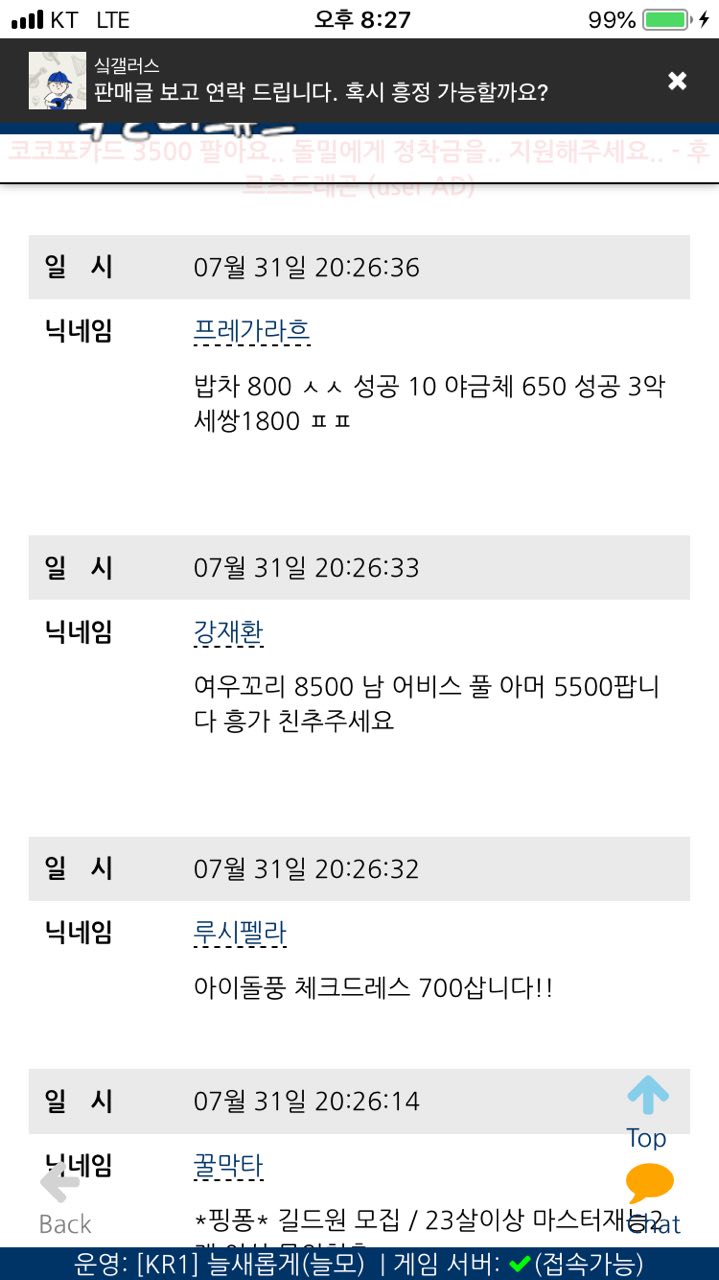 KT LTE 오후 8:27 99%
싴갤러스
판매글 보고 연락 드립니다. 혹시 흥정 가능할까요?
코코포카드 3500 팔아요.. 돌밀에게 정착금을.. 지원해주세요.. - 후
르츠드래곤 (user AD)
일 시 07월 31일 20:26:36
닉네임 프레가라흐
밥차 800 ㅅㅅ 성공 10 야금체 650 성공 3악
세쌍1800 ㅍㅍ
일 시 07월 31일 20:26:33
닉네임 강재환
여우꼬리 8500 남 어비스 풀 아머 5500팝니
다 흥가 친추주세요
일 시 07월 31일 20:26:32
닉네임 루시펠라
아이돌풍 체크드레스 700삽니다!!
일 시 07월 31일 20:26:14
Top
닉네임 꿀막타
*핑퐁* 길드원 모집 / 23살이상 마스터재능2
Back
Chat
운영: [KR1] 늘새롭게(늘모) | 게임 서버: ✔(접속가능)